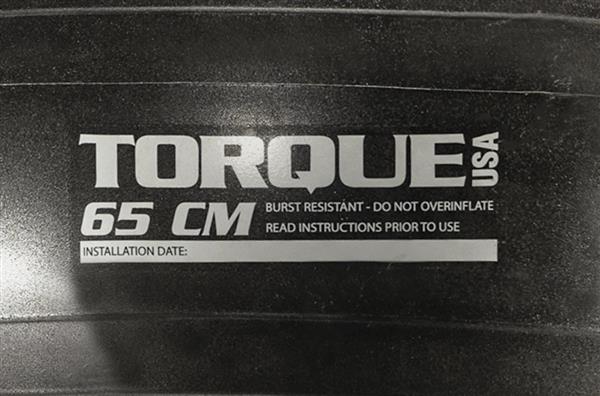 TORQUE USA
65 CM
BURST RESISTANT - DO NOT OVERINFLATE
READ INSTRUCTIONS PRIOR TO USE
INSTALLATION DATE: